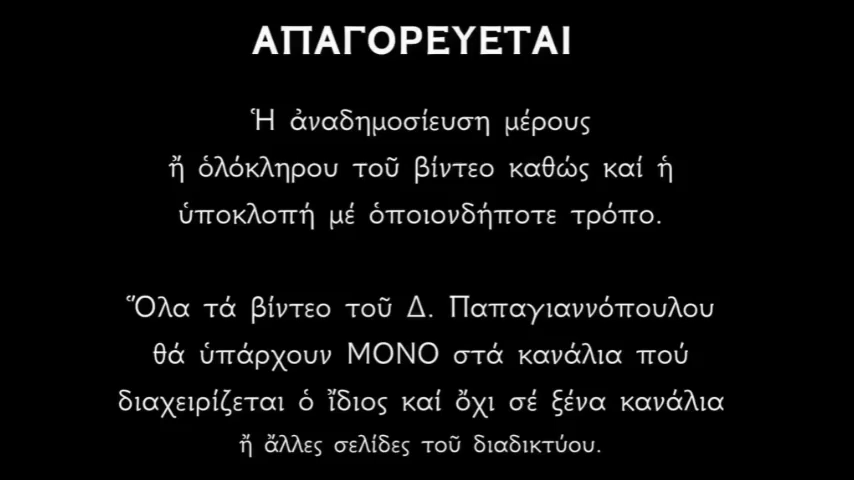 ΑΠΑΓΟΡΕΥΕΤΑΙ
Ἡ ἀναδημοσίευση μέρους
ἤ ὁλόκληρου τοῦ βίντεο καθώς καί ἡ
ὑποκλοπή μέ ὁποιονδήποτε τρόπο.
Ὅλα τά βίντεο τοῦ Δ. Παπαγιαννόπουλου
θά ὑπάρχουν ΜΟΝΟ στά κανάλια πού
διαχειρίζεται ὁ ἴδιος καί ὄχι σέ ξένα κανάλια
ἤ ἄλλες σελίδες τοῦ διαδικτύου.